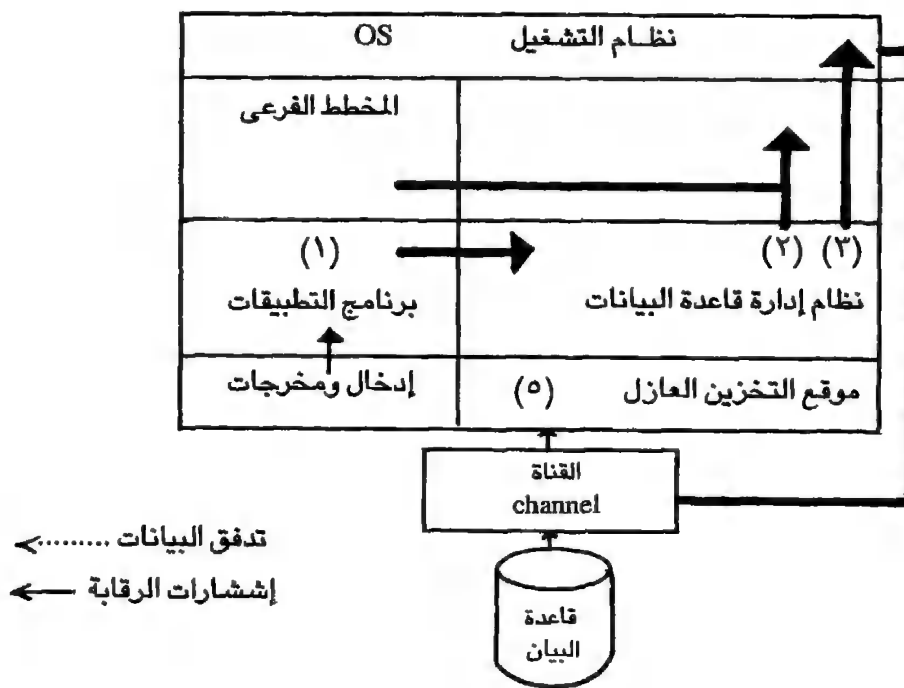 نظام التشغيل OS
المخطط الفرعى
(١) (٢) (٣)
برنامج التطبيقات نظام إدارة قاعدة البيانات
إدخال ومخرجات (٥) موقع التخزين العازل
القناة
channel
تدفق البيانات .........
إششارات الرقابة
قاعدة
البيان